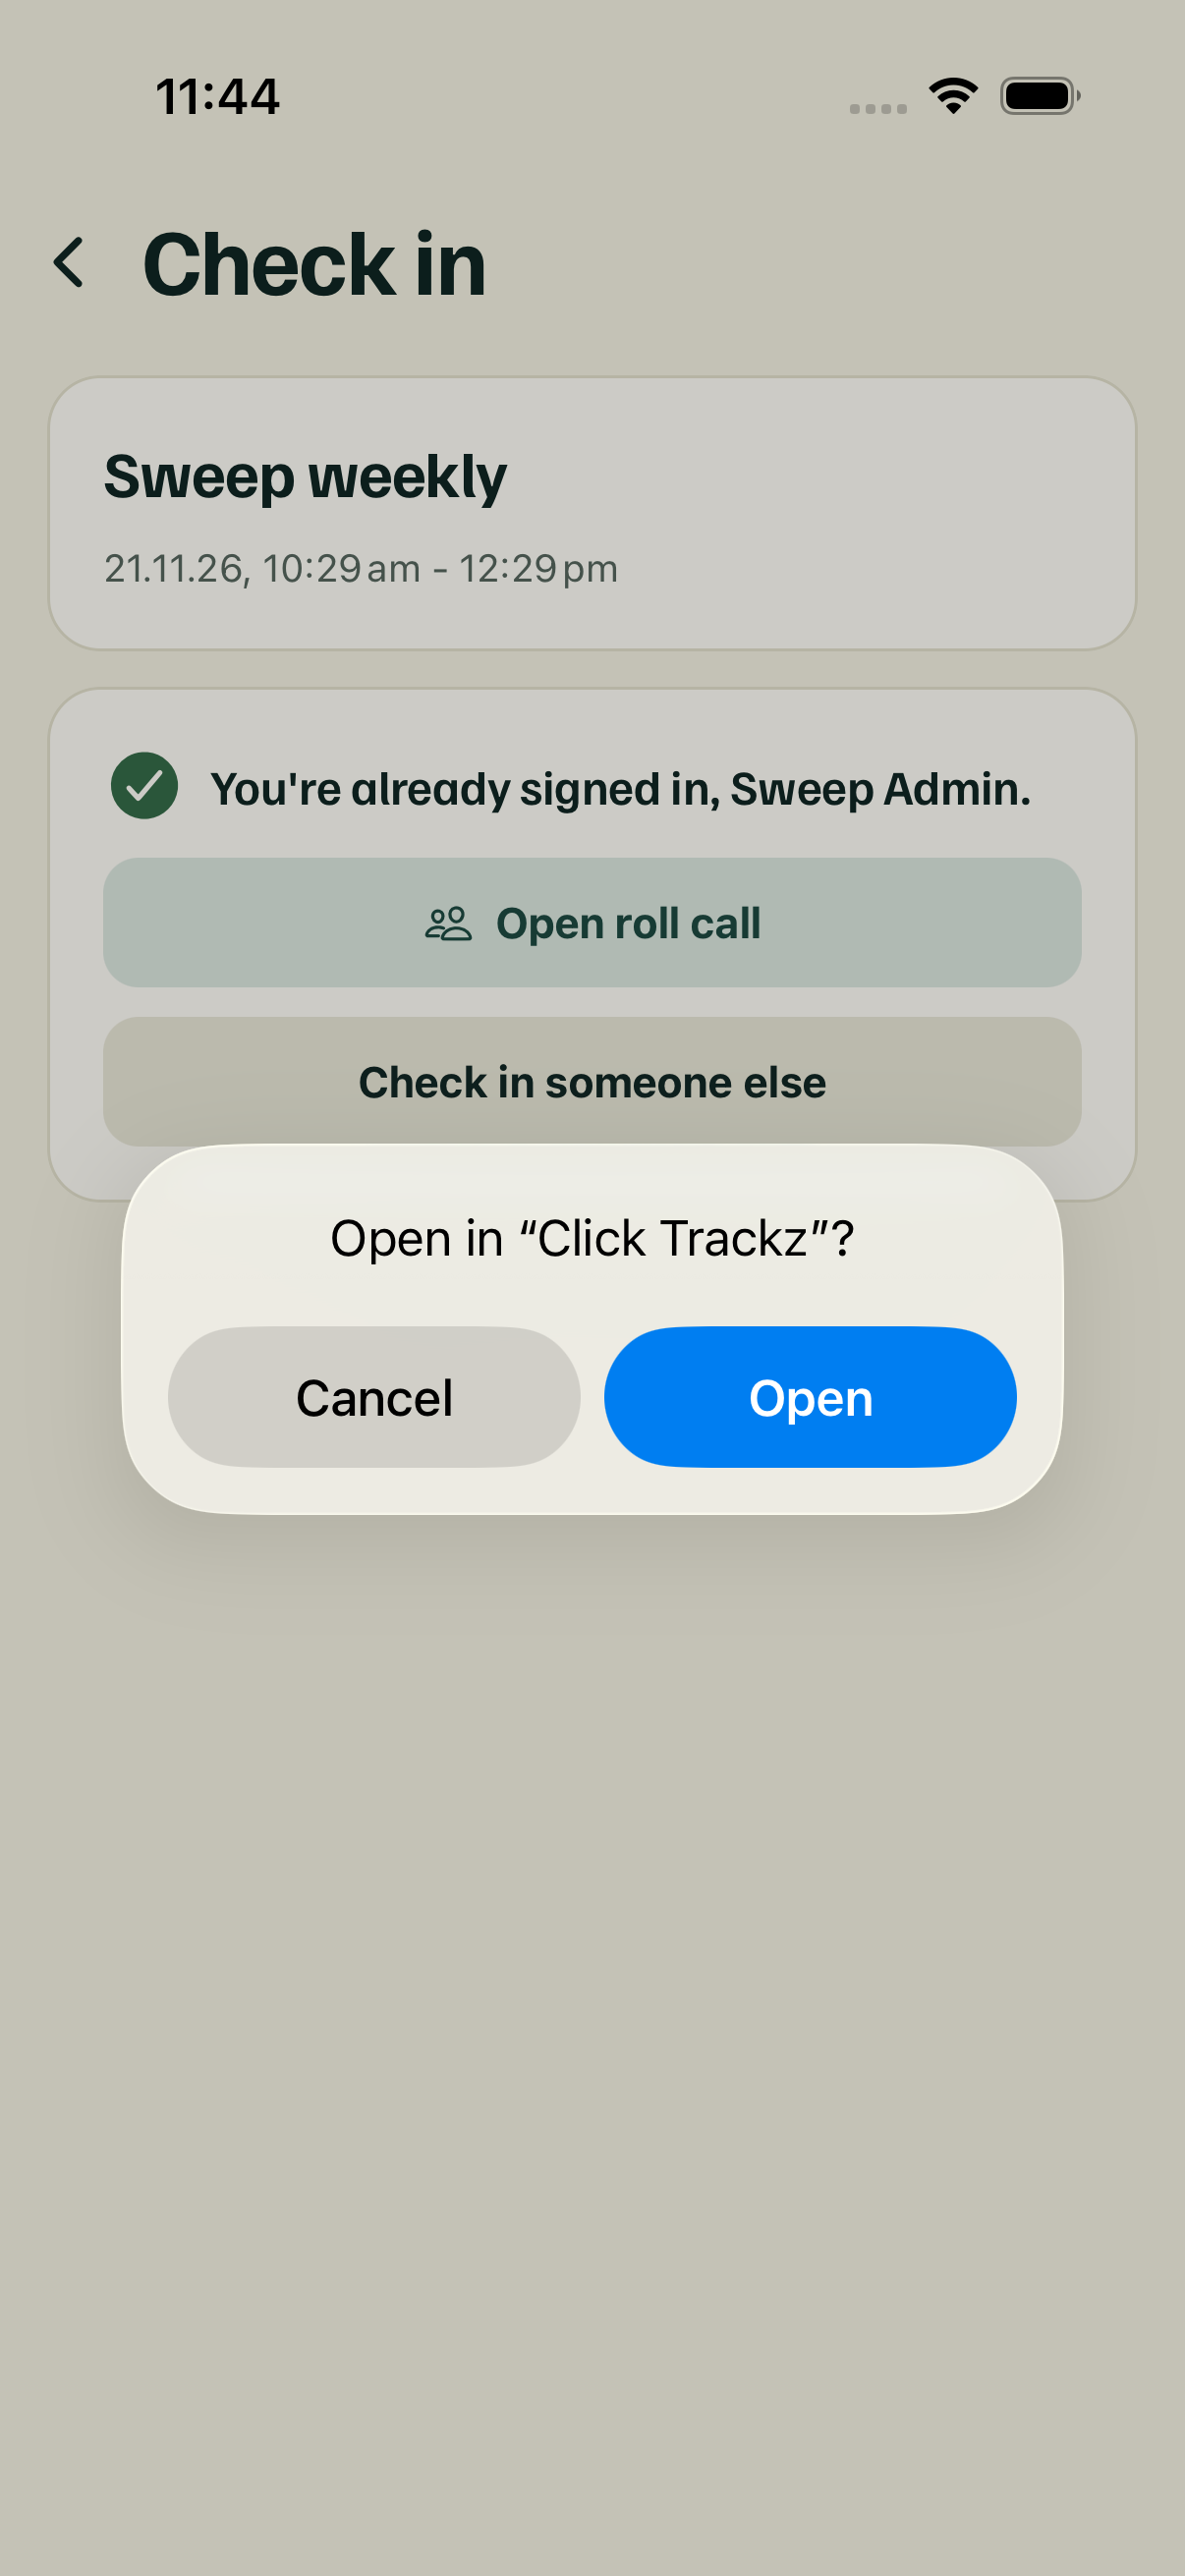 11:44
Check in
Sweep weekly
21.11.26, 10:29 am - 12:29 pm
You're already signed in, Sweep Admin.
Open roll call
Check in someone else
Open in “Click Trackz”?
Cancel
Open